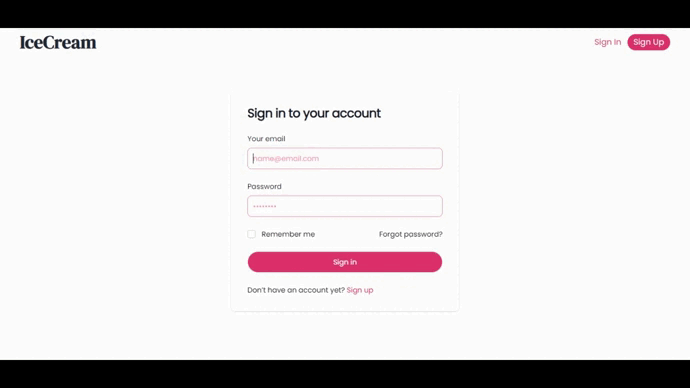 IceCream
Sign In Sign Up
Sign in to your account
Your email
name@email.com
Password
••••••••
Remember me Forgot password?
Sign in
Don't have an account yet? Sign up